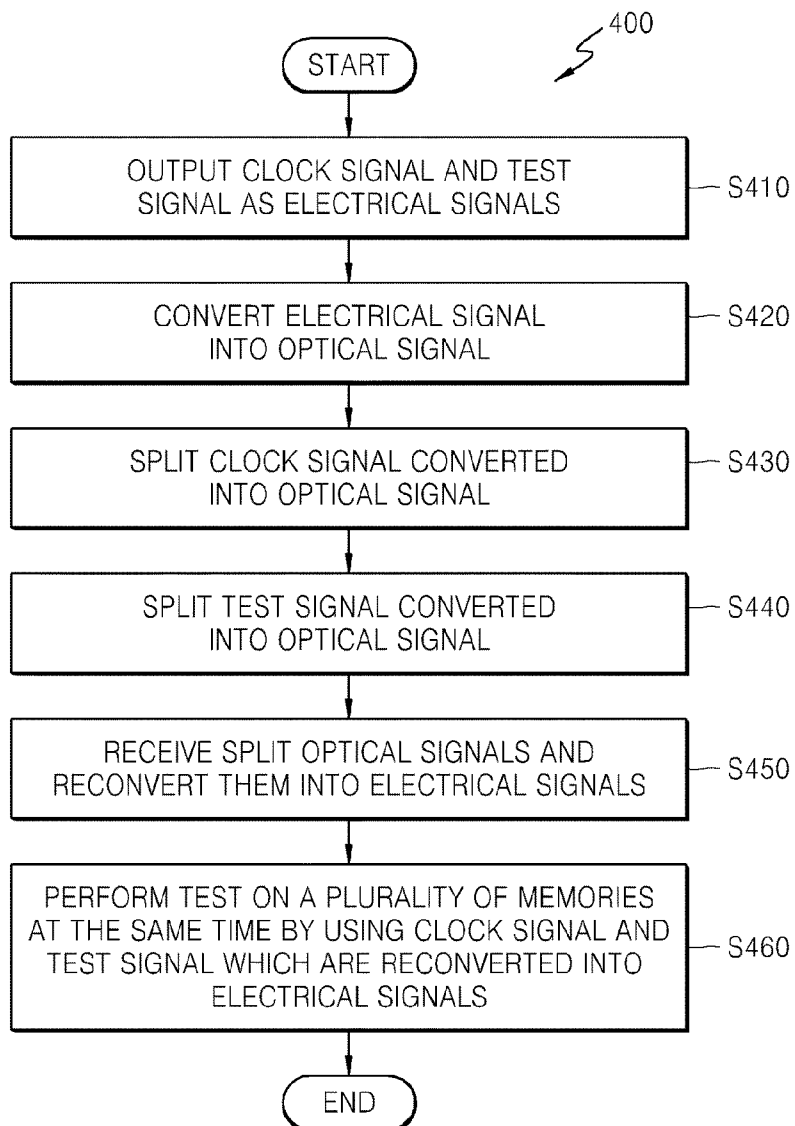 400
START
OUTPUT CLOCK SIGNAL AND TEST
SIGNAL AS ELECTRICAL SIGNALS
S410
CONVERT ELECTRICAL SIGNAL
INTO OPTICAL SIGNAL
S420
SPLIT CLOCK SIGNAL CONVERTED
INTO OPTICAL SIGNAL
S430
SPLIT TEST SIGNAL CONVERTED
INTO OPTICAL SIGNAL
S440
RECEIVE SPLIT OPTICAL SIGNALS AND
RECONVERT THEM INTO ELECTRICAL SIGNALS
S450
PERFORM TEST ON A PLURALITY OF MEMORIES
AT THE SAME TIME BY USING CLOCK SIGNAL AND
TEST SIGNAL WHICH ARE RECONVERTED INTO
ELECTRICAL SIGNALS
S460
END